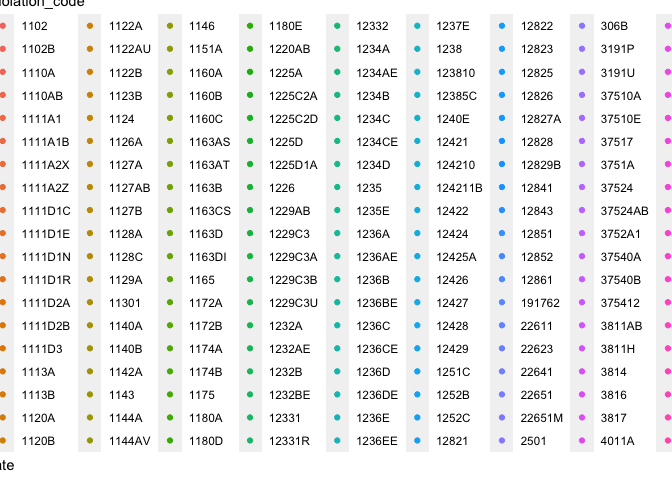 olation_code
1102 1122A 1146 1180E 12332 1237E 12822 306B
1102B 1122AU 1151A 1220AB 1234A 1238 12823 3191P
1110A 1122B 1160A 1225A 1234AE 123810 12825 3191U
1110AB 1123B 1160B 1225C2A 1234B 12385C 12826 37510A
1111A1 1124 1160C 1225C2D 1234C 1240E 12827A 37510E
1111A1B 1126A 1163AS 1225D 1234CE 12421 12828 37517
1111A2X 1127A 1163AT 1225D1A 1234D 124210 12829B 3751A
1111A2Z 1127AB 1163B 1226 1235 124211B 12841 37524
1111D1C 1127B 1163CS 1229AB 1235E 12422 12843 37524AB
1111D1E 1128A 1163D 1229C3 1236A 12424 12851 3752A1
1111D1N 1128C 1163DI 1229C3A 1236AE 12425A 12852 37540A
1111D1R 1129A 1165 1229C3B 1236B 12426 12861 37540B
1111D2A 11301 1172A 1229C3U 1236BE 12427 191762 375412
1111D2B 1140A 1172B 1232A 1236C 12428 22611 3811AB
1111D3 1140B 1174A 1232AE 1236CE 12429 22623 3811H
1113A 1142A 1174B 1232B 1236D 1251C 22641 3814
1113B 1143 1175 1232BE 1236DE 1252B 22651 3816
1120A 1144A 1180A 12331 1236E 1252C 22651M 3817
1120B 1144AV 1180D 12331R 1236EE 12821 2501 4011A
ate